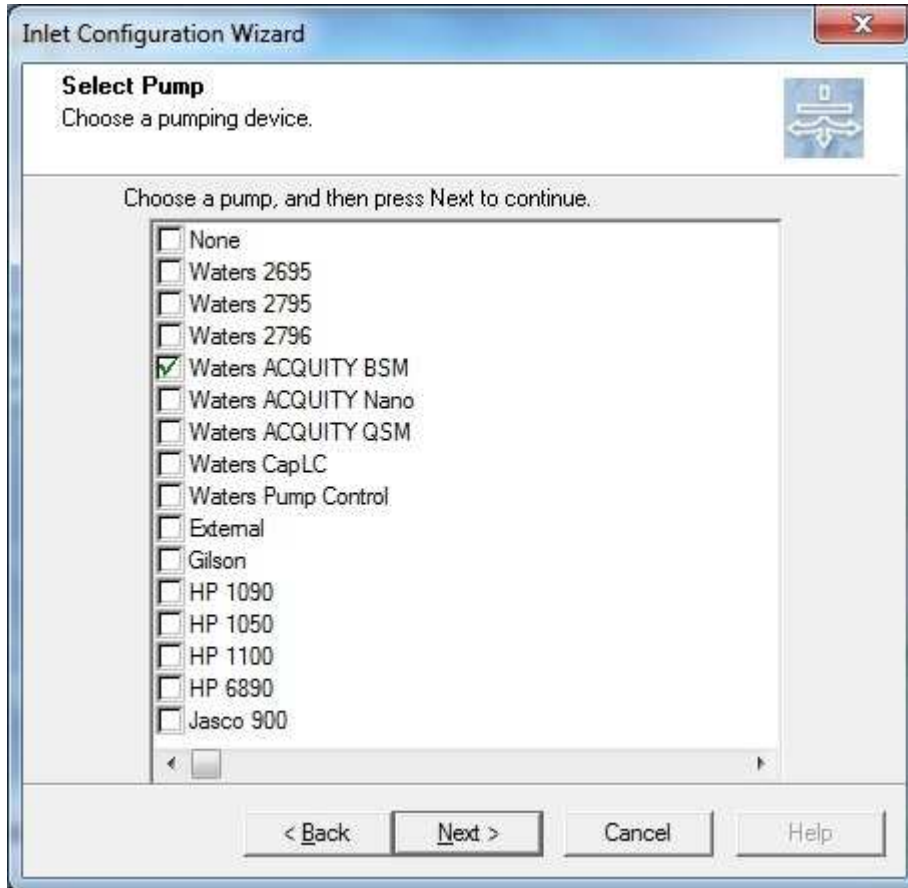 Inlet Configuration Wizard
Select Pump
Choose a pumping device.
Choose a pump, and then press Next to continue.
None
Waters 2695
Waters 2795
Waters 2796
Waters ACQUITY BSM
Waters ACQUITY Nano
Waters ACQUITY QSM
Waters CapLC
Waters Pump Control
External
Gilson
HP 1090
HP 1050
HP 1100
HP 6890
Jasco 900
< Back Next > Cancel Help